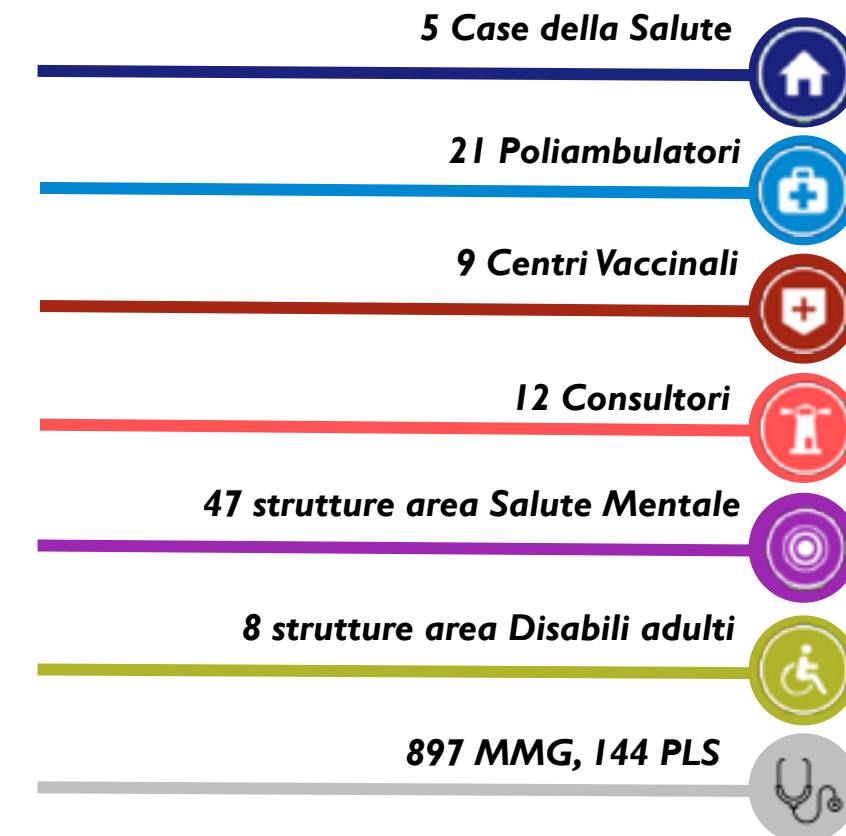 5 Case della Salute
21 Poliambulatori
9 Centri Vaccinali
12 Consultori
47 strutture area Salute Mentale
8 strutture area Disabili adulti
897 MMG, 144 PLS